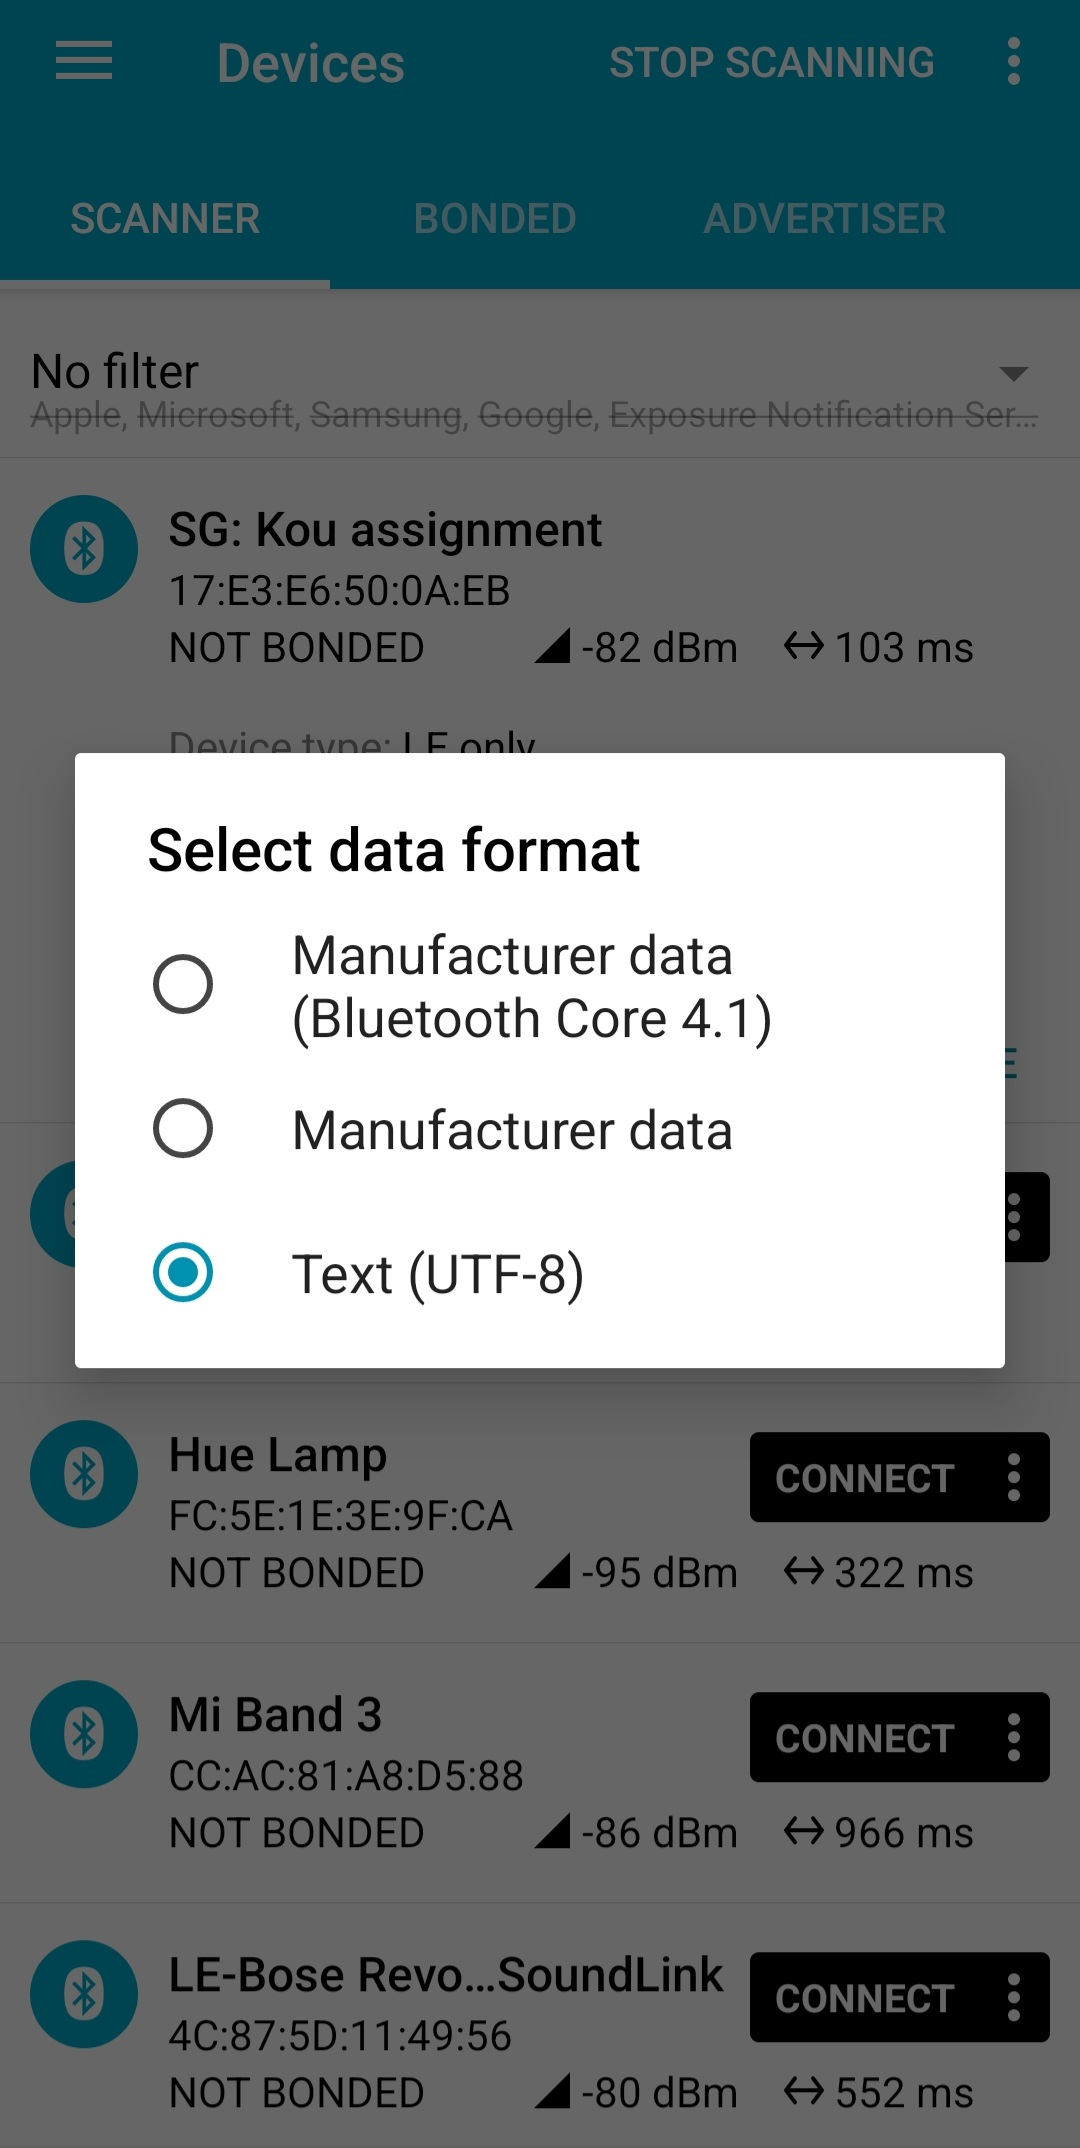 Devices STOP SCANNING
SCANNER BONDED ADVERTISER
No filter
Apple, Microsoft, Samsung, Google, Exposure Notification Ser...
SG: Kou assignment
17:E3:E6:50:0A:EB
NOT BONDED -82 dBm 103 ms
Device type: LE only
Select data format
Manufacturer data
(Bluetooth Core 4.1)
Manufacturer data
Text (UTF-8)
Hue Lamp
CONNECT
FC:5E:1E:3E:9F:CA
NOT BONDED -95 dBm 322 ms
Mi Band 3
CONNECT
CC:AC:81:A8:D5:88
NOT BONDED -86 dBm 966 ms
LE-Bose Revo...SoundLink
CONNECT
4C:87:5D:11:49:56
NOT BONDED -80 dBm 552 ms